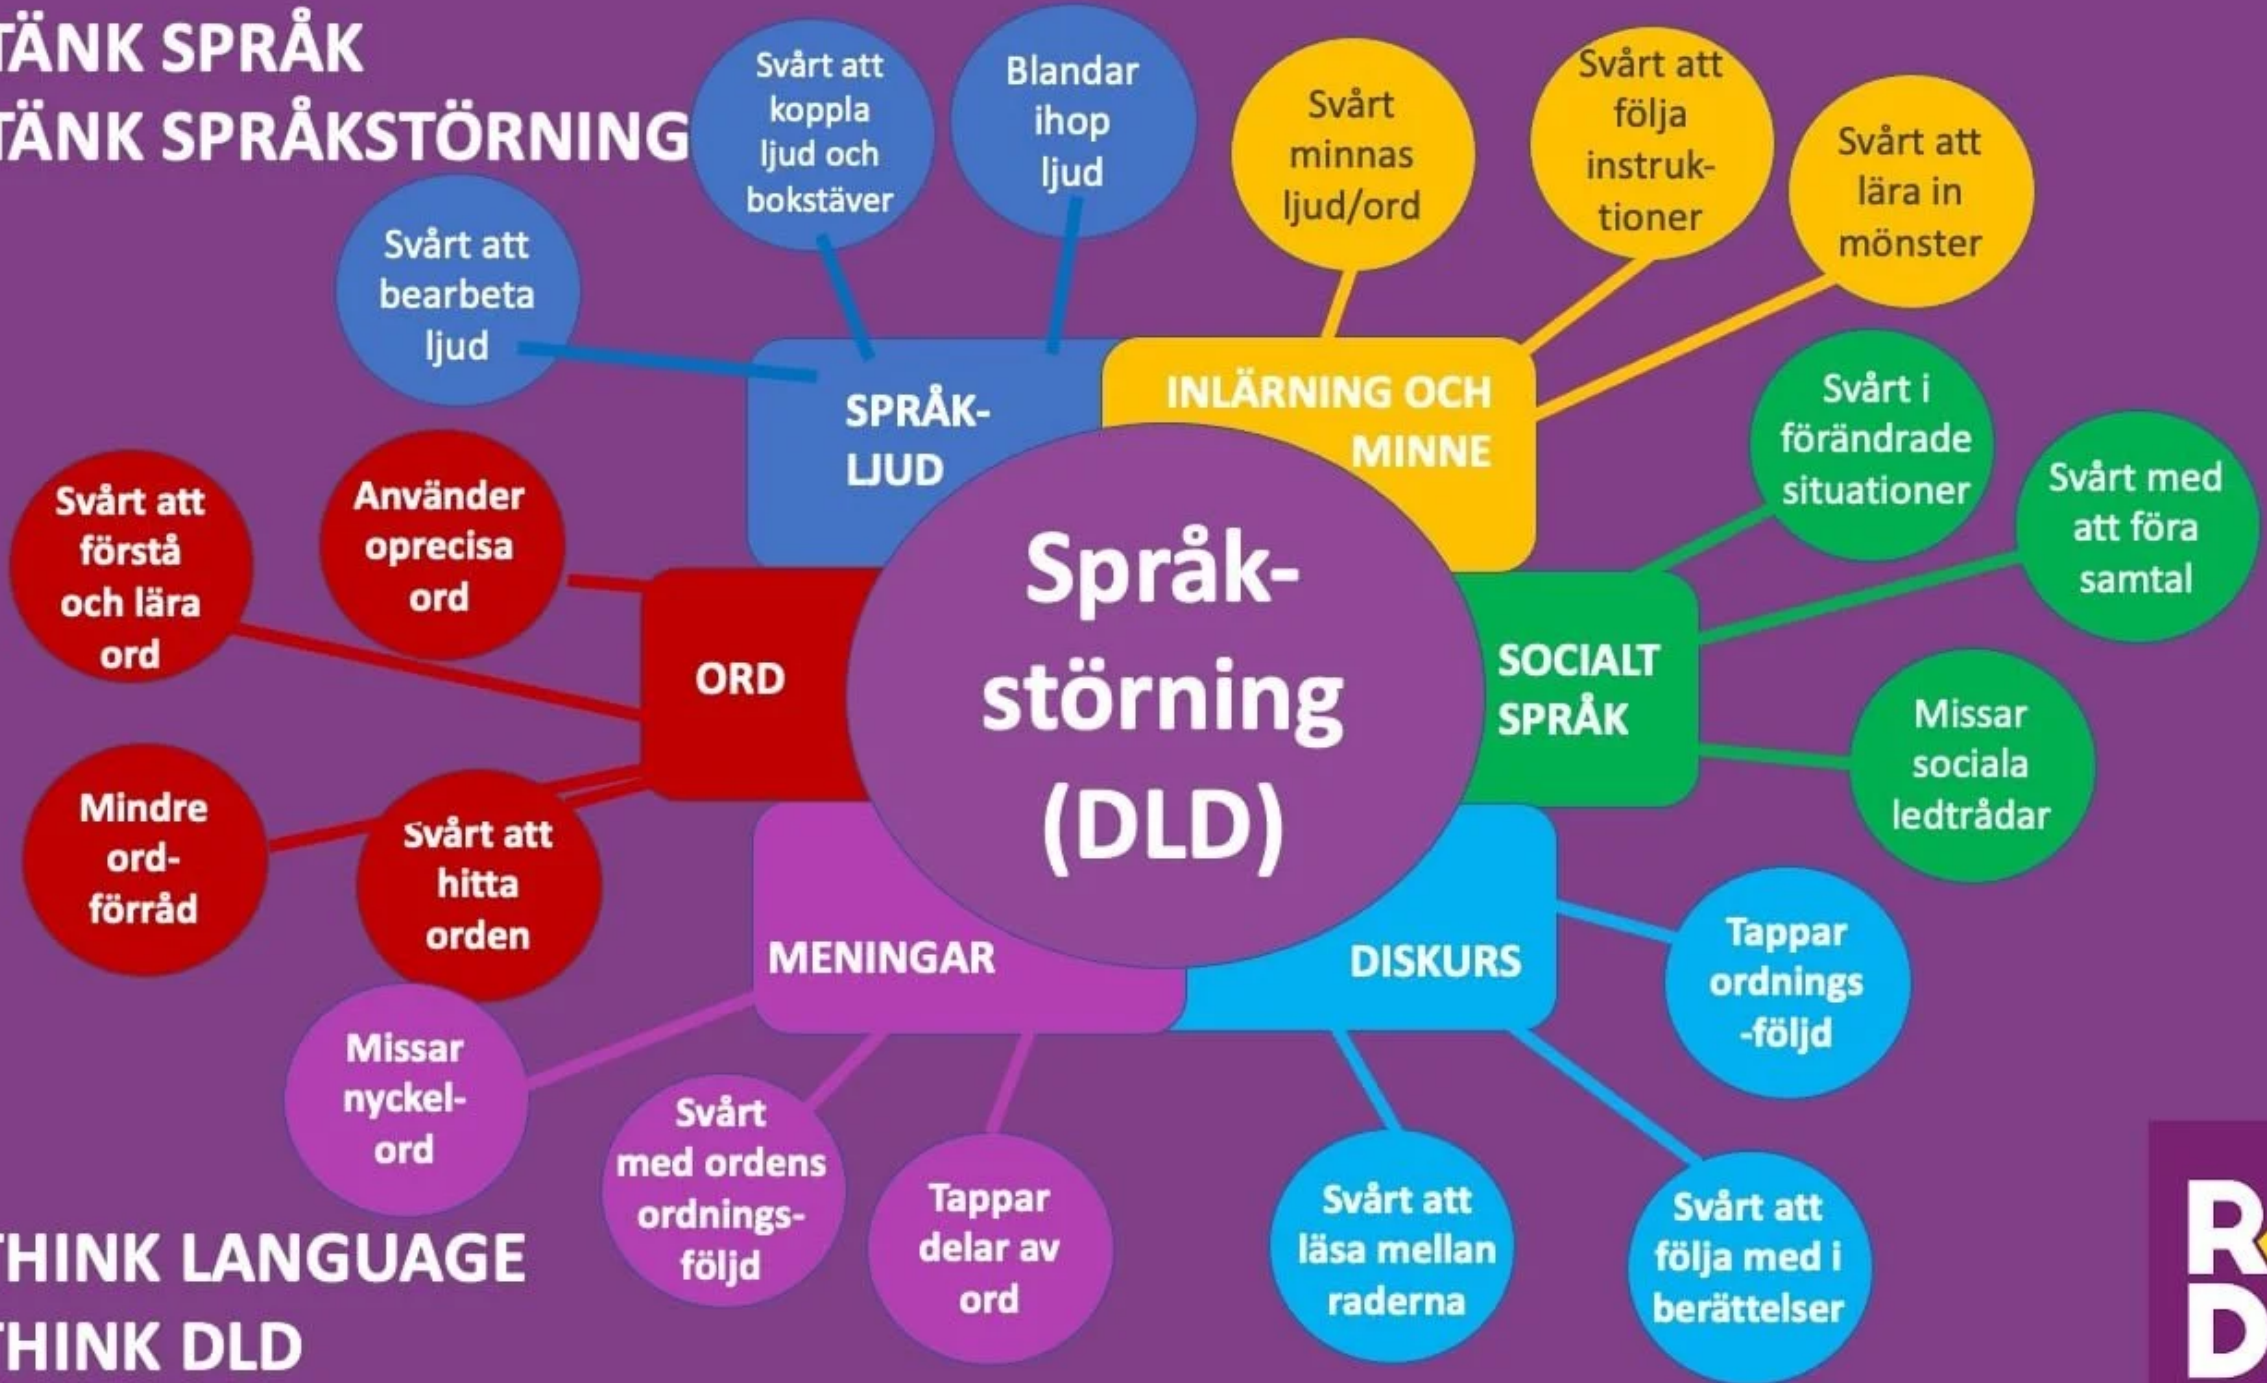 TÄNK SPRÅK
TÄNK SPRÅKSTÖRNING
Svårt att
koppla
ljud och
bokstäver
Blandar
ihop
ljud
Svårt
minnas
ljud/ord
Svårt att
följa
instruk-
tioner
Svårt att
lära in
mönster
Svårt att
bearbeta
ljud
SPRÅK-
LJUD
INLÄRNING OCH
MINNE
Svårt i
förändrade
situationer
Svårt med
att föra
samtal
Svårt att
förstå
och lära
ord
Använder
oprecisa
ord
ORD
Språk-
störning
(DLD)
SOCIALT
SPRÅK
Missar
sociala
ledtrådar
Mindre
ord-
förråd
Svårt att
hitta
orden
MENINGAR
DISKURS
Tappar
ordnings
-följd
Missar
nyckel-
ord
Svårt
med ordens
ordnings-
följd
Tappar
delar av
ord
Svårt att
läsa mellan
raderna
Svårt att
följa med i
berättelser
THINK LANGUAGE
THINK DLD
R
D